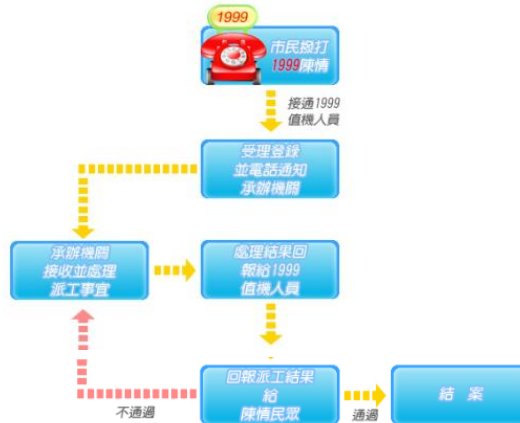 1999
市民撥打
1999陳情
接通1999
值機人員
受理登錄
並電話通知
承辦機關
承辦機關
接收並處理
派工事宜
處理結果回
報給1999
值機人員
回報派工結果
給
陳情民眾
不通過
通過
結 案